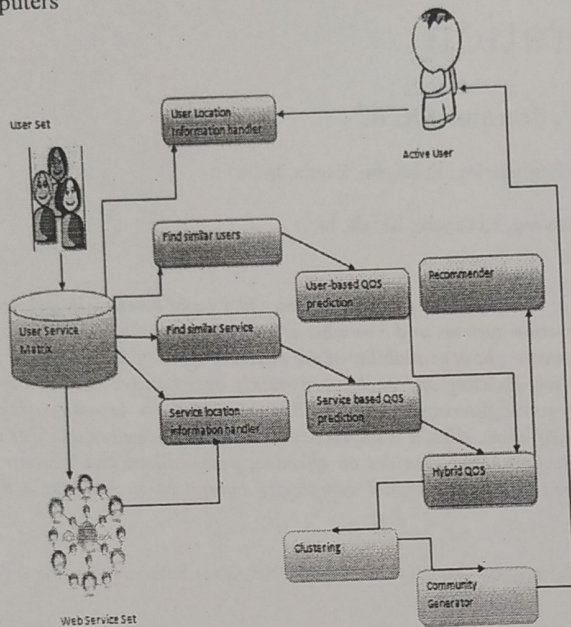 puters
User Set
User Location
Information handler
Active User
Find similar users
User-based QOS
prediction
Recommender
User Service
Matrix
Find similar Service
Service based QOS
prediction
Service location
information handler
Hybrid QOS
Clustering
Community
Generator
Web Service Set